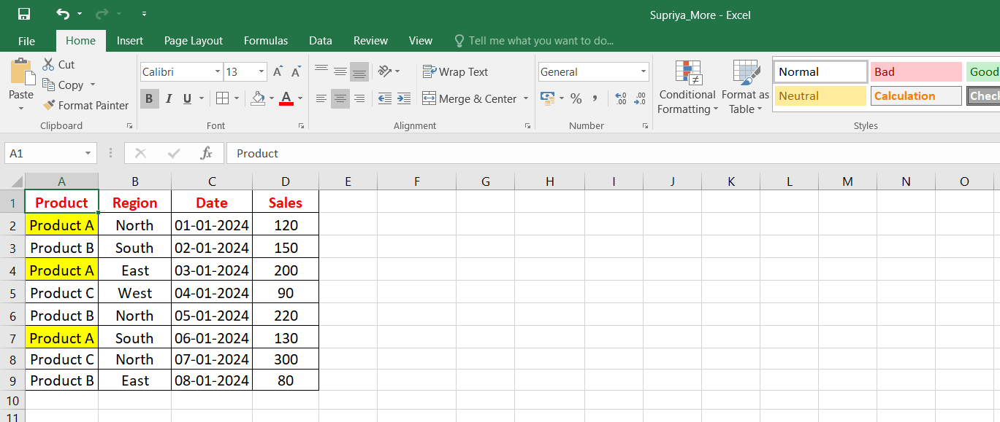 Supriya_More - Excel
File Home Insert Page Layout Formulas Data Review View Tell me what you want to do...
Paste
Cut
Copy
Format Painter
Clipboard
Calibri 13 A A
B I U A
Font
Wrap Text
Merge & Center
Alignment
General
% , .00 .00
Number
Conditional Formatting
Format as Table
Normal Bad Good
Neutral Calculation Check
Styles
A1 fx Product
A B C D E F G H I J K L M N O
1 Product Region Date Sales
2 Product A North 01-01-2024 120
3 Product B South 02-01-2024 150
4 Product A East 03-01-2024 200
5 Product C West 04-01-2024 90
6 Product B North 05-01-2024 220
7 Product A South 06-01-2024 130
8 Product C North 07-01-2024 300
9 Product B East 08-01-2024 80
10
11